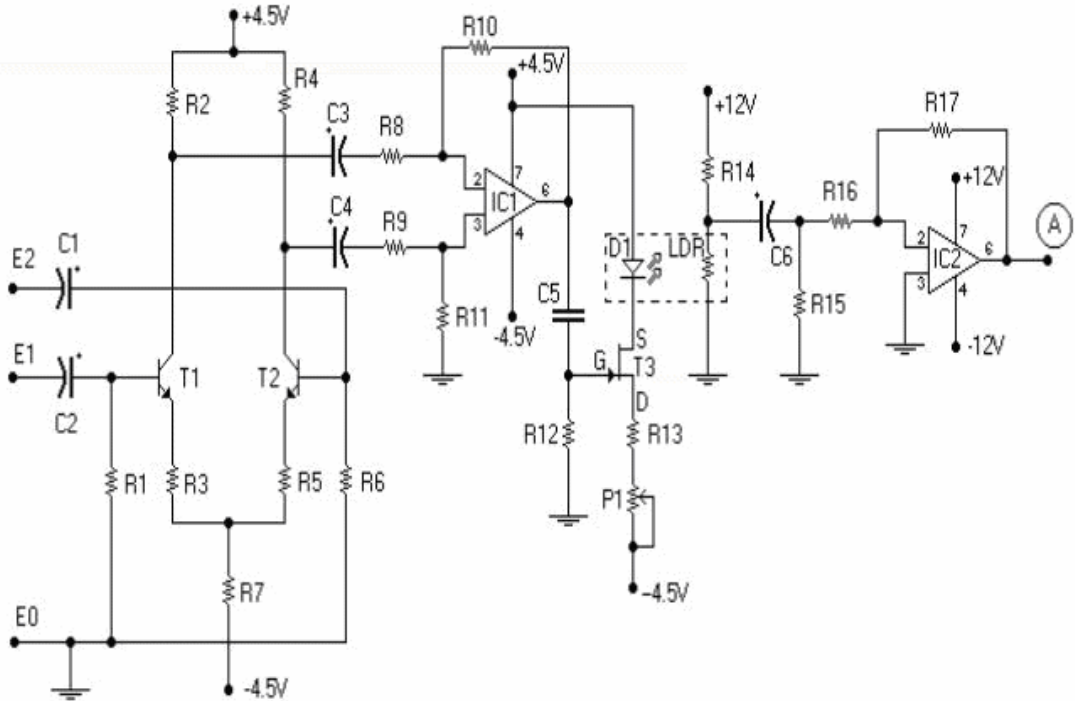 +4.5V
R10
+4.5V
R4
R2
C3
R8
+12V
R17
2
7
6
IC1
3
4
R14
R16
+12V
C4
R9
C1
E2
D1
LDR
C6
2
7
6
IC2
3
4
A
C5
R11
-4.5V
R15
-12V
E1
C2
T1
T2
G
S
T3
D
R12
R13
R1
R3
R5
R6
P1
R7
-4.5V
E0
-4.5V